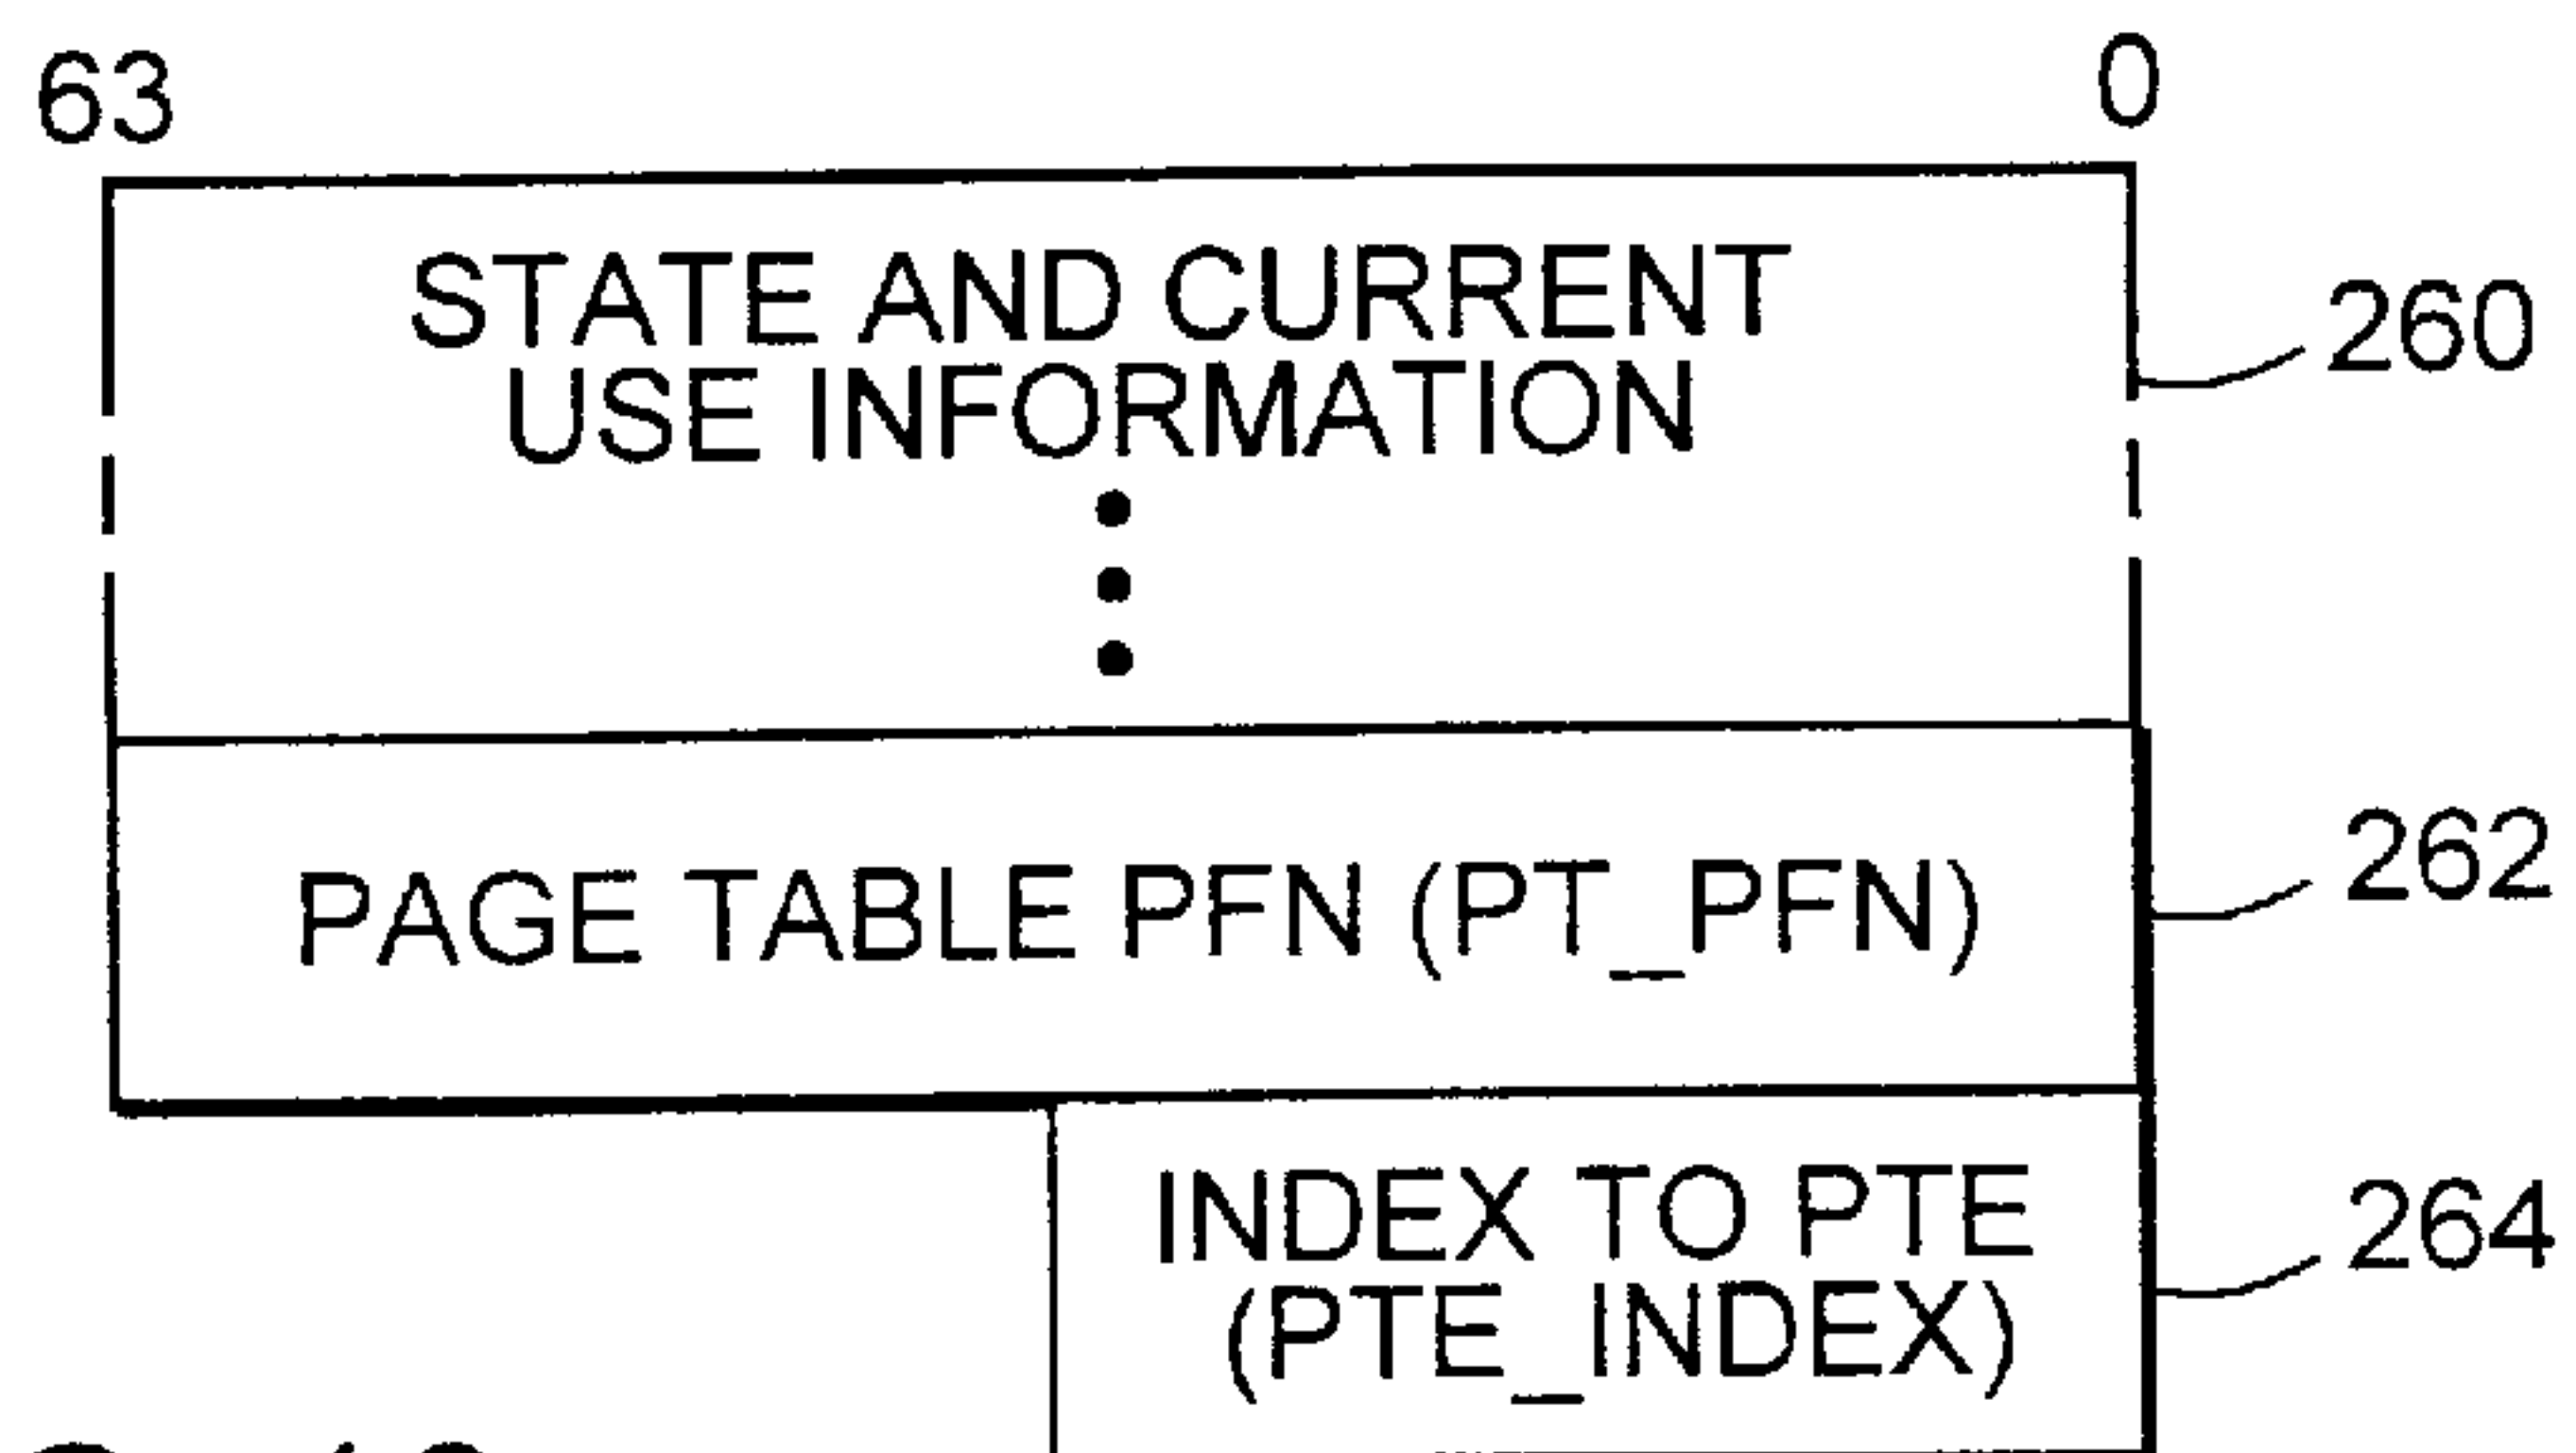 63 0
STATE AND CURRENT
USE INFORMATION
260
PAGE TABLE PFN (PT_PFN)
262
INDEX TO PTE
(PTE_INDEX)
264